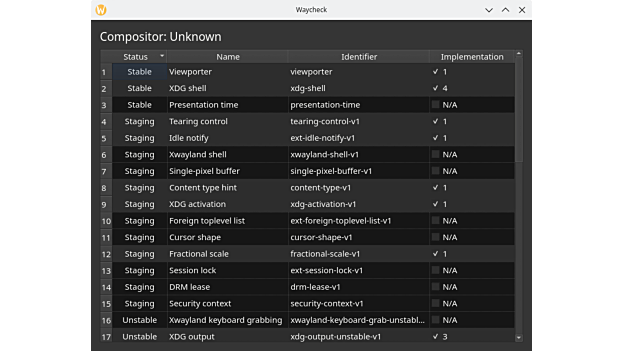 Waycheck
Compositor: Unknown
Status Name Identifier Implementation
1 Stable Viewporter viewporter ✓ 1
2 Stable XDG shell xdg-shell ✓ 4
3 Stable Presentation time presentation-time N/A
4 Staging Tearing control tearing-control-v1 ✓ 1
5 Staging Idle notify ext-idle-notify-v1 ✓ 1
6 Staging Xwayland shell xwayland-shell-v1 N/A
7 Staging Single-pixel buffer single-pixel-buffer-v1 N/A
8 Staging Content type hint content-type-v1 ✓ 1
9 Staging XDG activation xdg-activation-v1 ✓ 1
10 Staging Foreign toplevel list ext-foreign-toplevel-list-v1 N/A
11 Staging Cursor shape cursor-shape-v1 N/A
12 Staging Fractional scale fractional-scale-v1 ✓ 1
13 Staging Session lock ext-session-lock-v1 N/A
14 Staging DRM lease drm-lease-v1 N/A
15 Staging Security context security-context-v1 N/A
16 Unstable Xwayland keyboard grabbing xwayland-keyboard-grab-unstabl... N/A
17 Unstable XDG output xdg-output-unstable-v1 ✓ 3